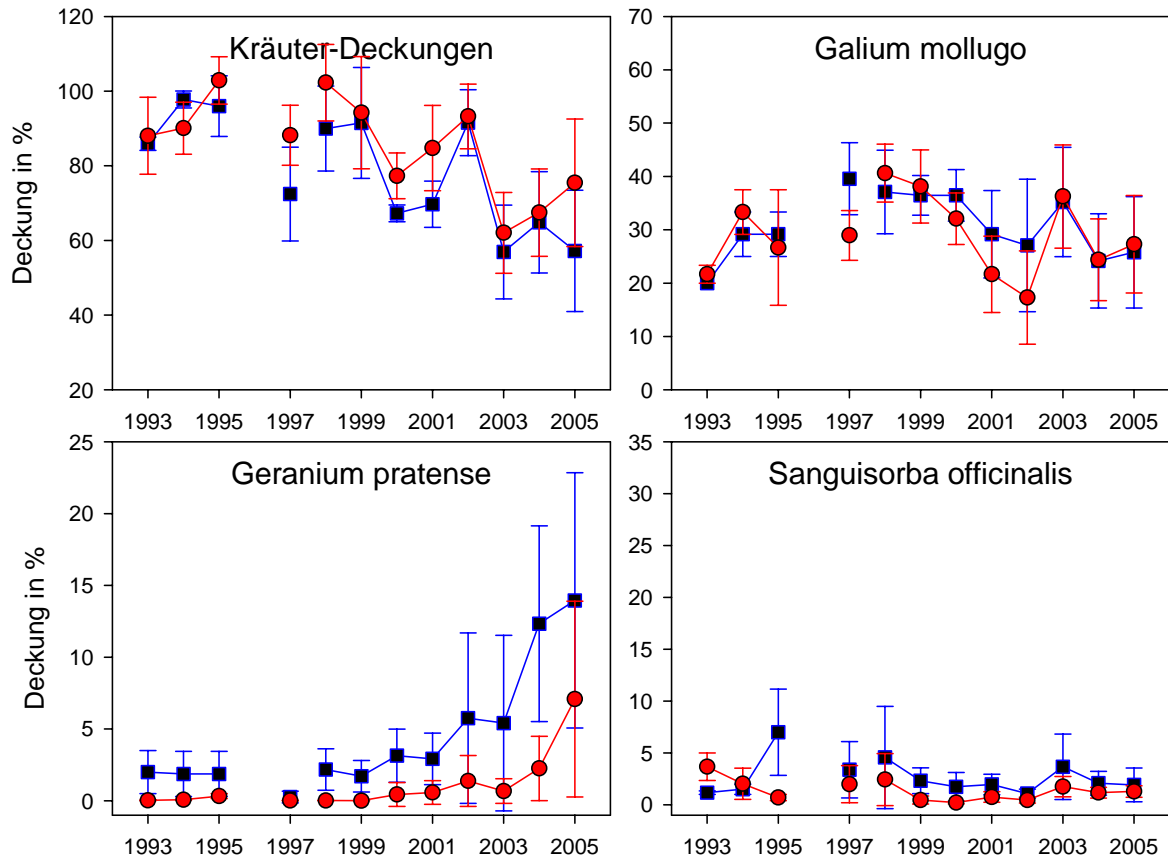 120
100
80
60
40
20
Deckung in %
Kräuter-Deckungen
1993 1995 1997 1999 2001 2003 2005
70
60
50
40
30
20
10
0
Galium mollugo
1993 1995 1997 1999 2001 2003 2005
25
20
15
10
5
0
Deckung in %
Geranium pratense
1993 1995 1997 1999 2001 2003 2005
35
30
25
20
15
10
5
0
Sanguisorba officinalis
1993 1995 1997 1999 2001 2003 2005